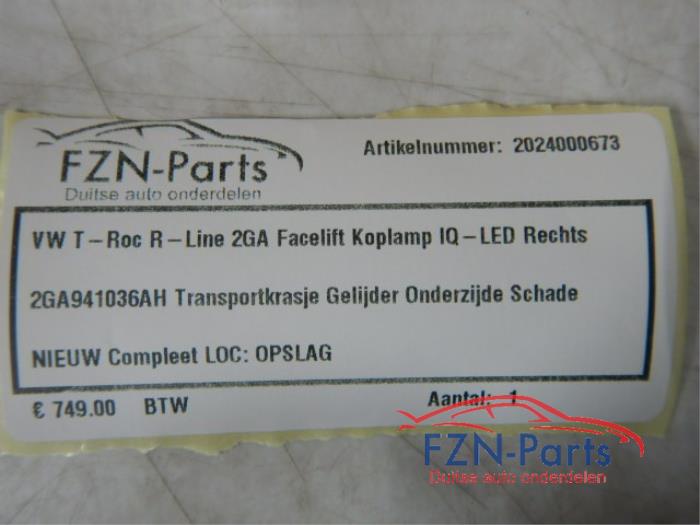 FZN-Parts
Duitse auto onderdelen
Artikelnummer: 2024000673
VW T-Roc R-Line 2GA Facelift Koplamp IQ-LED Rechts
2GA941036AH Transportkrasje Gelijder Onderzijde Schade
NIEUW Compleet LOC: OPSLAG
€ 749.00 BTW
Aantal: 1
FZN-Parts
Duitse auto onderdelen